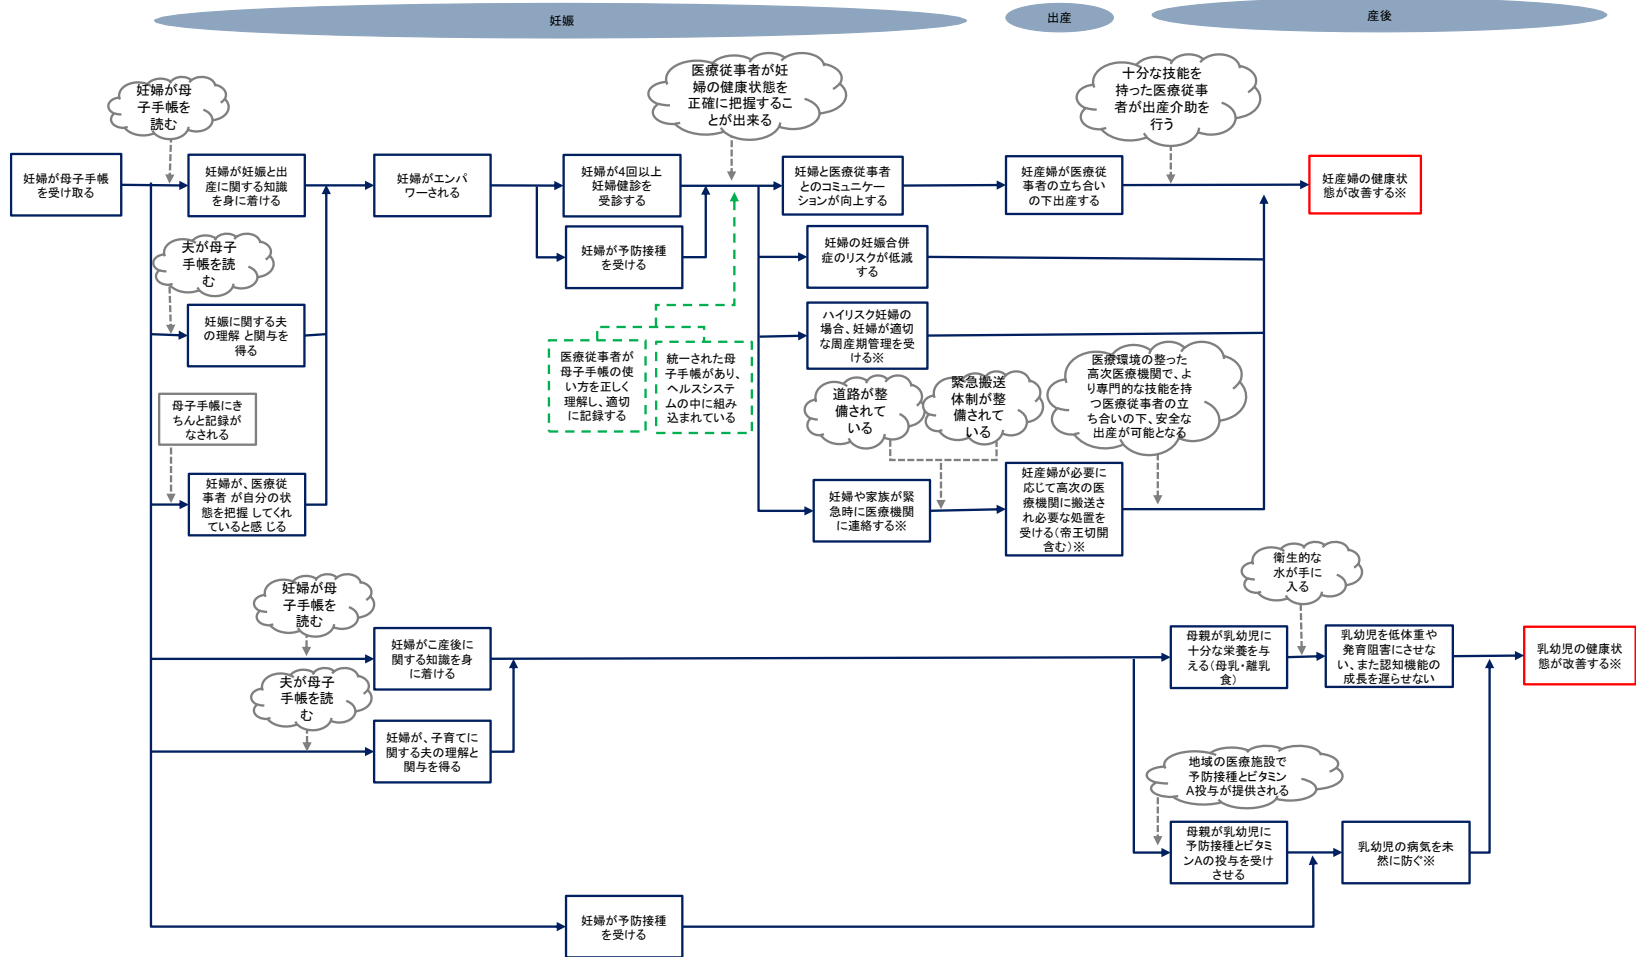 妊娠
出産
産後
妊婦が母
子手帳を
読む
医療従事者が妊
婦の健康状態を
正確に把握するこ
とが出来る
十分な技能を
持った医療従事
者が出産介助を
行う
妊婦が母子手帳
を受け取る
妊婦が妊娠と出
産に関する知識
を身に着ける
妊婦がエンパ
ワーされる
妊婦が4回以上
妊婦健診を
受診する
妊婦と医療従事者
とのコミュニケー
ションが向上する
妊産婦が医療従
事者の立ち合い
の下出産する
妊産婦の健康状
態が改善する※
夫が母子
手帳を読
む
妊婦が予防接種
を受ける
妊婦の妊娠合併
症のリスクが低減
する
妊娠に関する夫
の理解 と関与を
得る
ハイリスク妊婦の
場合、妊婦が適切
な周産期管理を受
ける※
医療従事者が
母子手帳の使
い方を正しく
理解し、適切
に記録する
統一された母
子手帳があり、
ヘルスシステ
ムの中に組み
込まれている
母子手帳にき
ちんと記録が
なされる
道路が整
備されて
いる
緊急搬送
体制が整
備されて
いる
医療環境の整った
高次医療機関で、よ
り専門的な技能を持
つ医療従事者の立
ち合いの下、安全な
出産が可能となる
妊婦が、医療従
事者 が自分の状
態を把握 してくれ
ていると感 じる
妊婦や家族が緊
急時に医療機関
に連絡する※
妊産婦が必要に
応じて高次の医
療機関に搬送さ
れ必要な処置を
受ける(帝王切開
含む)※
衛生的な
水が手に
入る
妊婦が母
子手帳を
読む
妊婦がこ産後に
関する知識を身
に着ける
母親が乳幼児に
十分な栄養を与
える(母乳・離乳
食)
乳幼児を低体重や
発育阻害にさせな
い、また認知機能の
成長を遅らせない
乳幼児の健康状
態が改善する※
夫が母子
手帳を読
む
妊婦が、子育てに
関する夫の理解と
関与を得る
地域の医療施設で
予防接種とビタミン
A投与が提供される
母親が乳幼児に
予防接種とビタミ
ンAの投与を受け
させる
乳幼児の病気を未
然に防ぐ※
妊婦が予防接種
を受ける